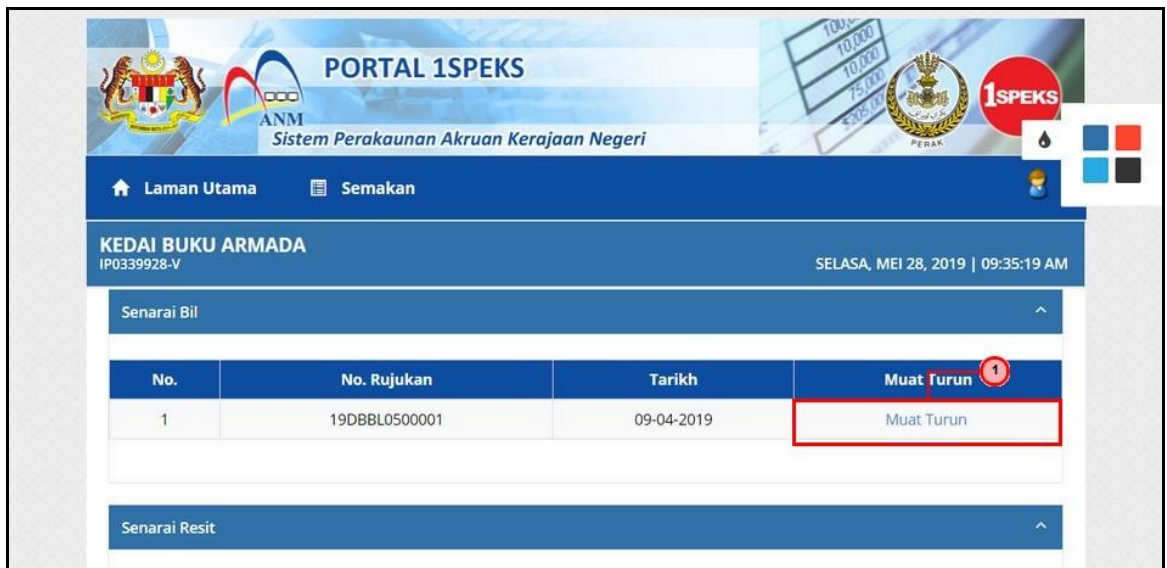 PORTAL 1SPEKS
ANM
Sistem Perakaunan Akruan Kerajaan Negeri
PERAK
1SPEKS
Laman Utama
Semakan
KEDAI BUKU ARMADA
IP0339928-V
SELASA, MEI 28, 2019 | 09:35:19 AM
Senarai Bil
No. No. Rujukan Tarikh Muat Turun
1
1 19DBBL0500001 09-04-2019 Muat Turun
Senarai Resit